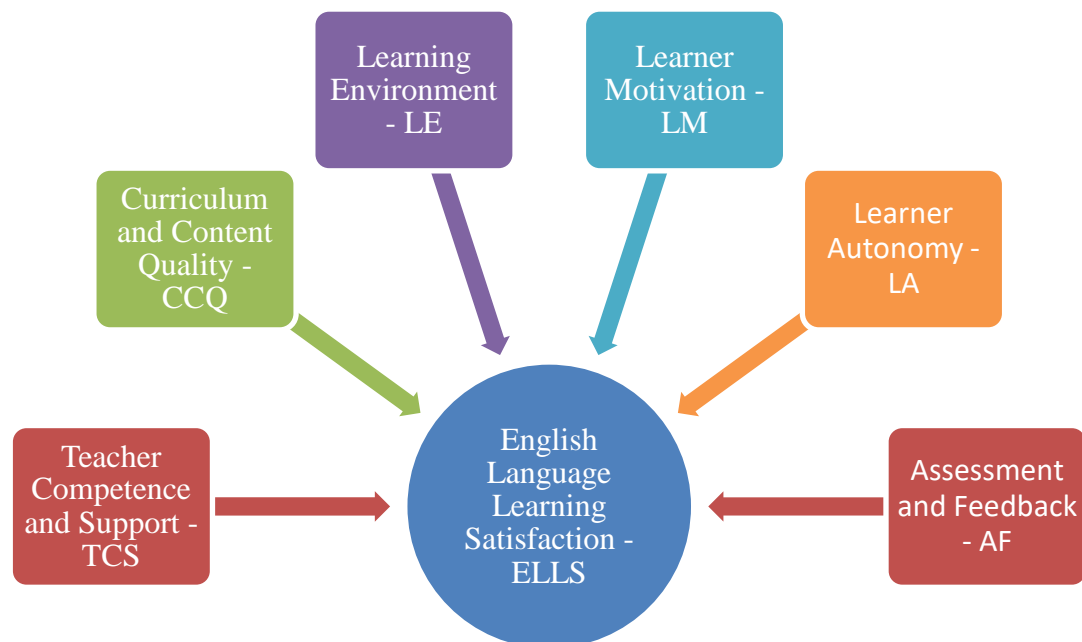 Learning
Environment
- LE
Learner
Motivation -
LM
Curriculum
and Content
Quality -
CCQ
Learner
Autonomy -
LA
Teacher
Competence
and Support -
TCS
English
Language
Learning
Satisfaction -
ELLS
Assessment
and Feedback
- AF